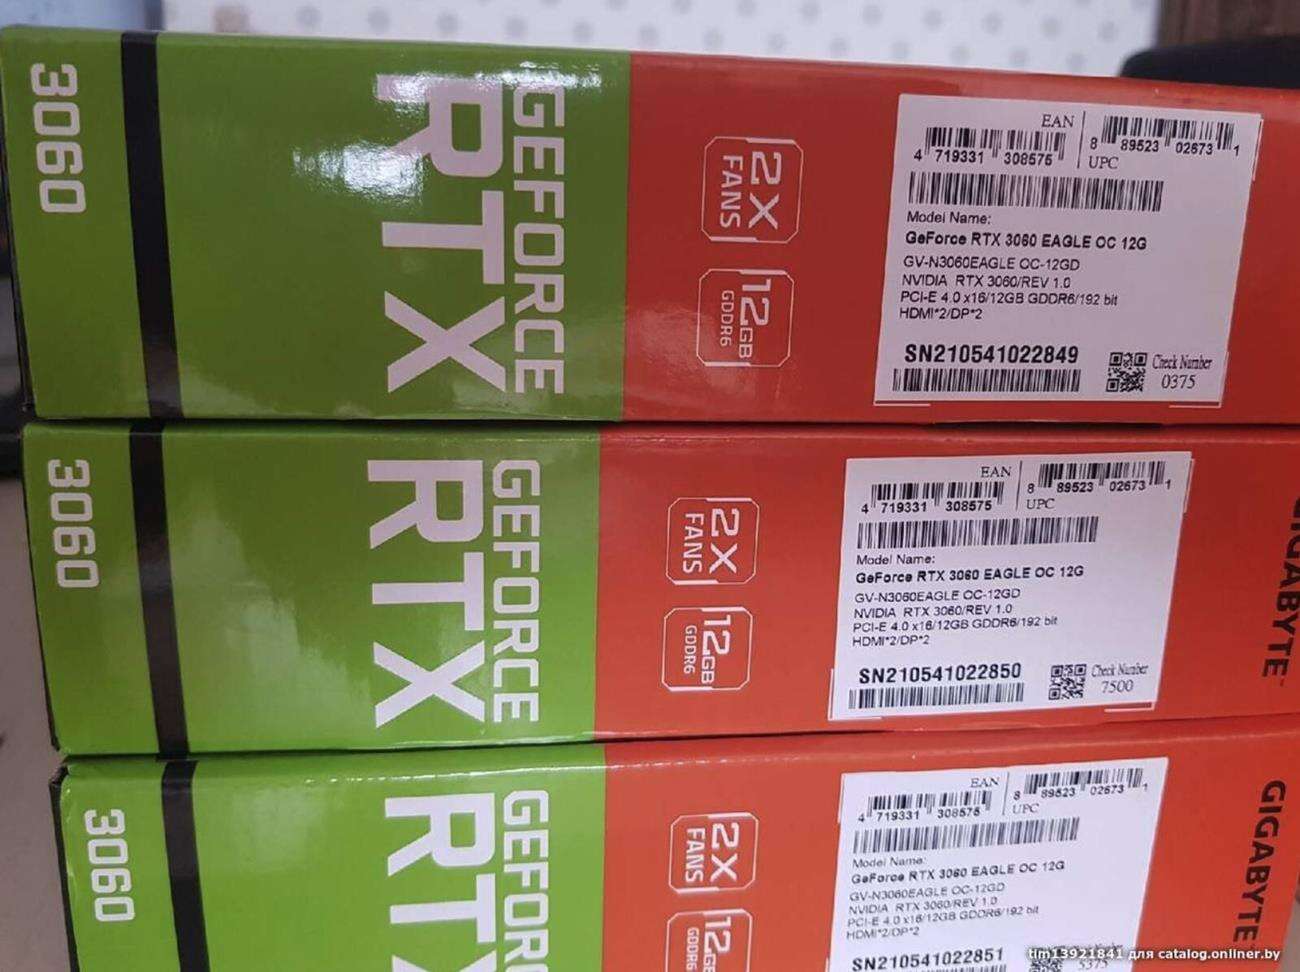 3060
GEFORCE
RTX
2X
FANS
12GB
GDDR6
EAN
4 719331 308575
8 89523 02673 1
UPC
Model Name:
GeForce RTX 3060 EAGLE OC 12G
GV-N3060EAGLE OC-12GD
NVIDIA RTX 3060/REV 1.0
PCI-E 4.0 x16/12GB GDDR6/192 bit
HDMI*2/DP*2
SN210541022849
Check Number
0375
3060
GEFORCE
RTX
2X
FANS
12GB
GDDR6
EAN
4 719331 308575
8 89523 02673 1
UPC
Model Name:
GeForce RTX 3060 EAGLE OC 12G
GV-N3060EAGLE OC-12GD
NVIDIA RTX 3060/REV 1.0
PCI-E 4.0 x16/12GB GDDR6/192 bit
HDMI*2/DP*2
SN210541022850
Check Number
7500
GIGABYTE
3060
GEFOR
RTX
2X
FANS
12GB
GDDR6
EAN
4 719331 308575
8 89523 02673 1
UPC
Model Name:
GeForce RTX 3060 EAGLE OC 12G
GV-N3060EAGLE OC-12GD
NVIDIA RTX 3060/REV 1.0
PCI-E 4.0 x16/12GB GDDR6/192 bit
HDMI*2/DP*2
SN210541022851
5375
GIGABYTE
tim13921841 для catalog.onliner.by